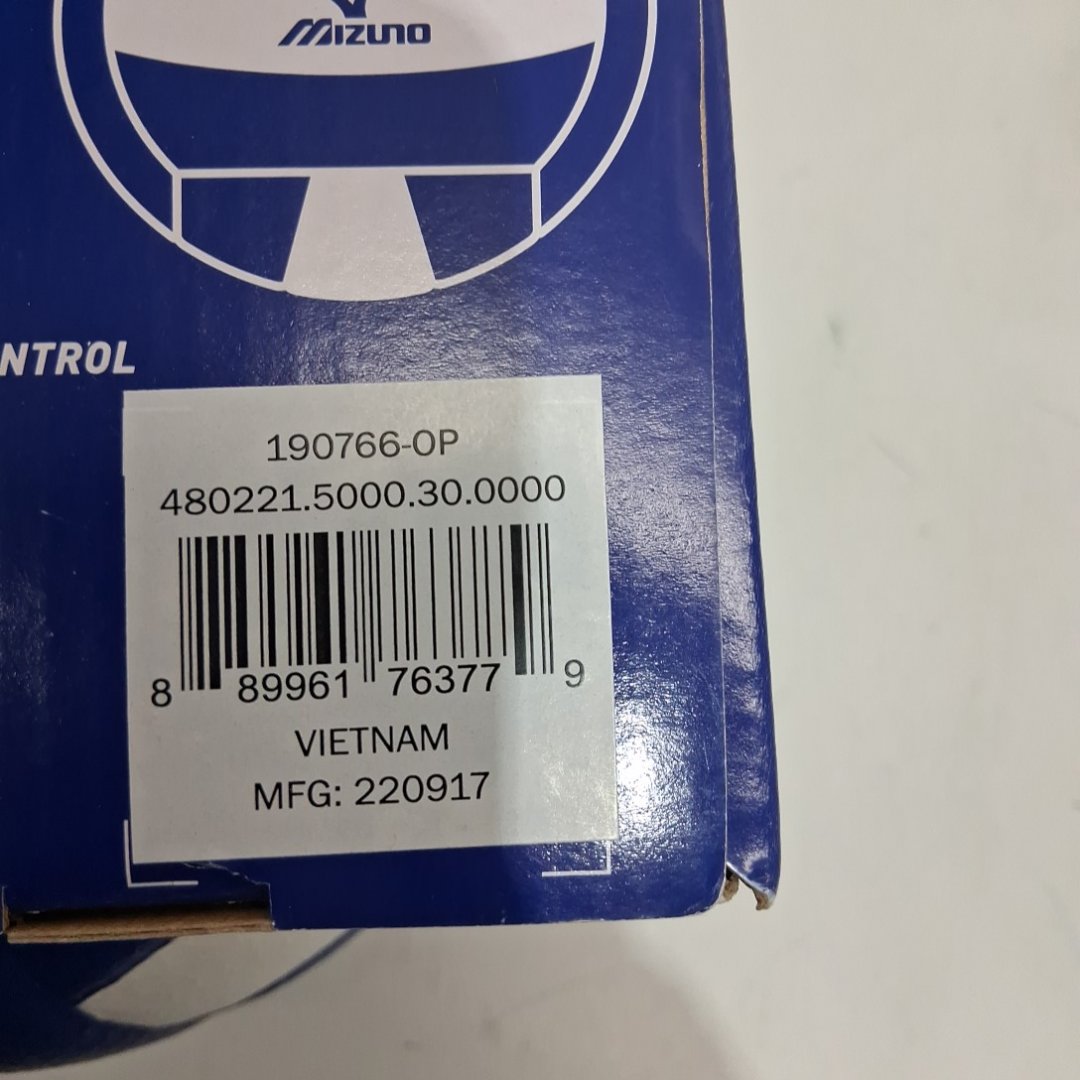 MIZUNO
NTROL
190766-OP
480221.5000.30.0000
8 89961 76377 9
VIETNAM
MFG: 220917